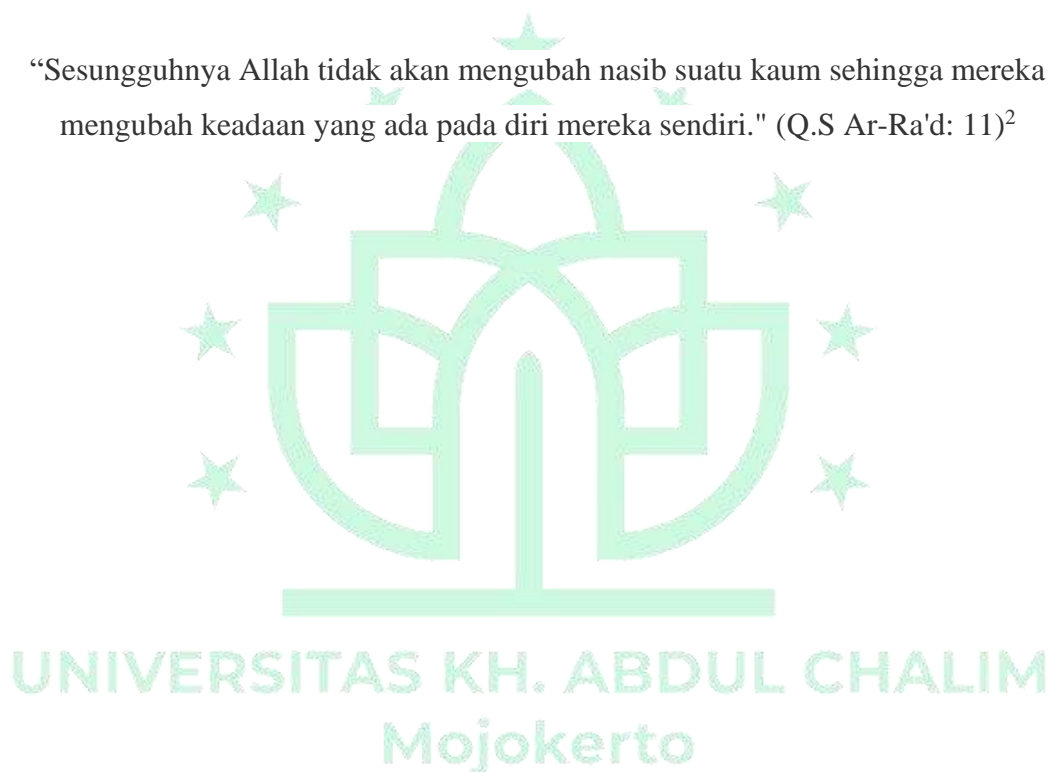 “Sesungguhnya Allah tidak akan mengubah nasib suatu kaum sehingga mereka
mengubah keadaan yang ada pada diri mereka sendiri." (Q.S Ar-Ra'd: 11)²
UNIVERSITAS KH. ABDUL CHALIM
Mojokerto